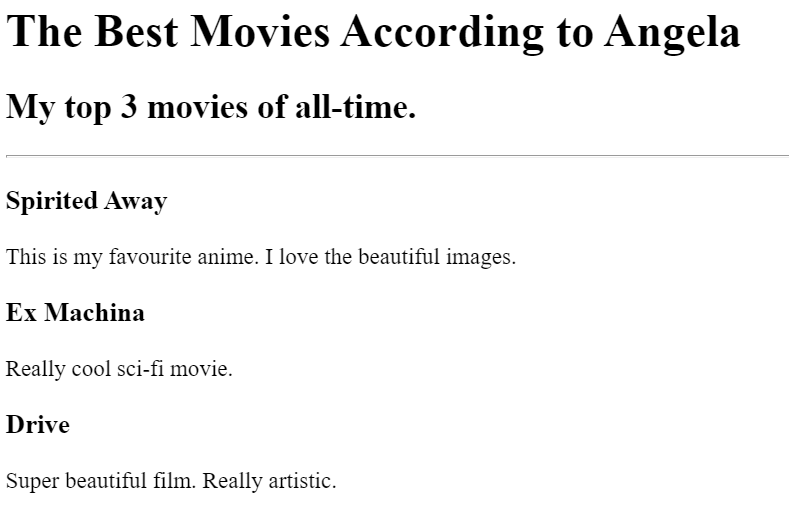 The Best Movies According to Angela
My top 3 movies of all-time.
Spirited Away
This is my favourite anime. I love the beautiful images.
Ex Machina
Really cool sci-fi movie.
Drive
Super beautiful film. Really artistic.